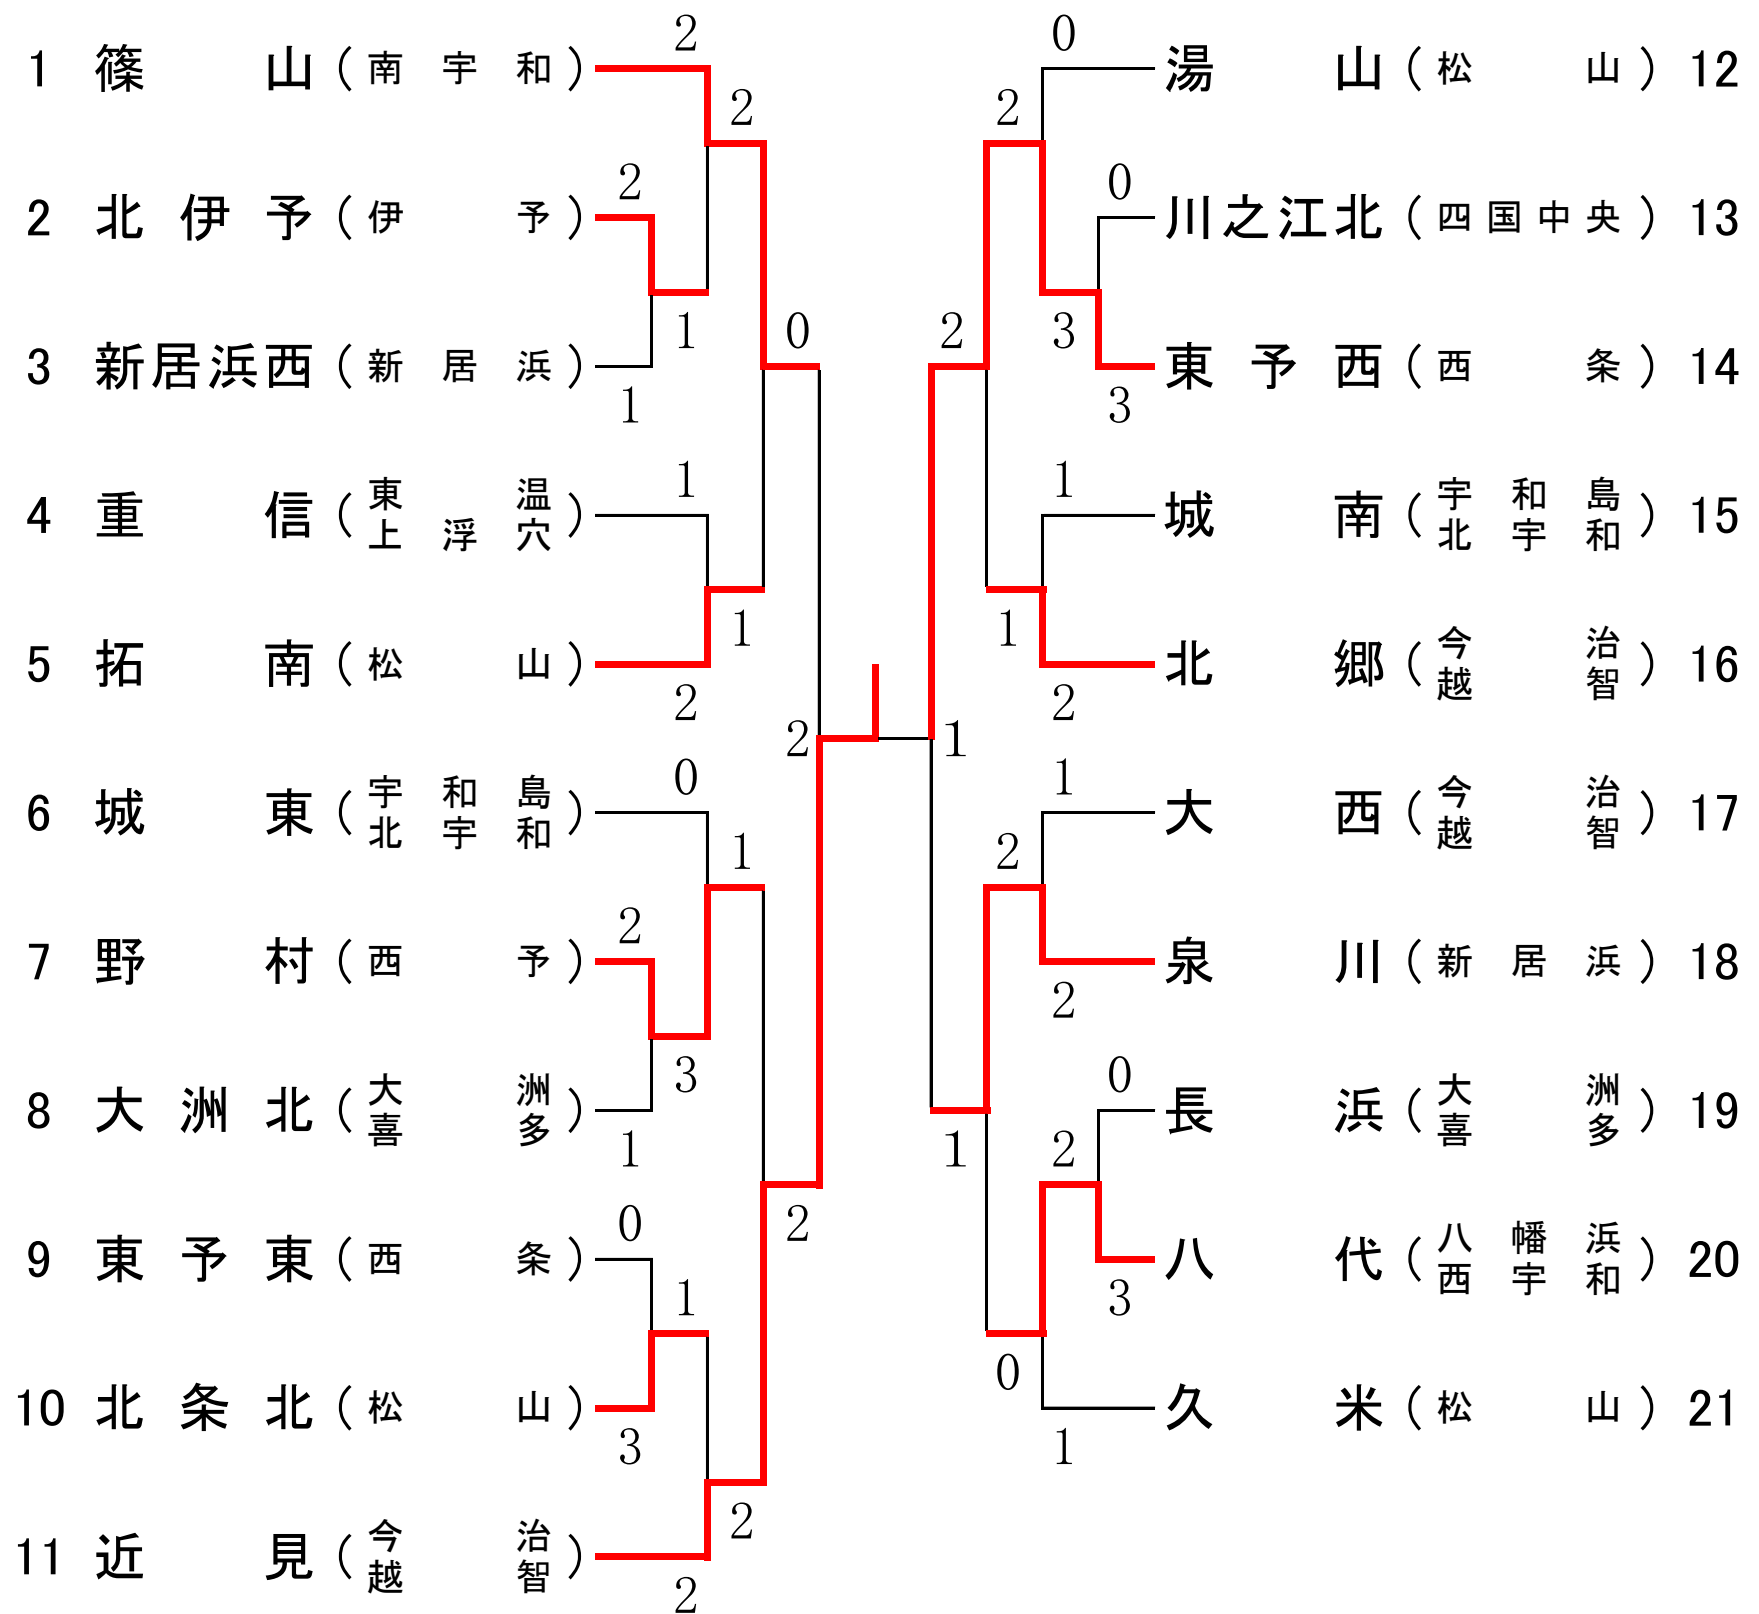 1 篠山（南宇和）
2 北伊予（伊予）
3 新居浜西（新居浜）
4 重信（東温 上浮穴）
5 拓南（松山）
6 城東（宇和島 北宇和）
7 野村（西予）
8 大洲北（大洲 喜多）
9 東予東（西条）
10 北条北（松山）
11 近見（今治 越智）
2
2
2
1
1
0
1
1
2
2
0
1
2
3
1
2
0
1
3
2
2
湯山（松山）12
川之江北（四国中央）13
東予西（西条）14
城南（宇和島 北宇和）15
北郷（今治 越智）16
大西（今治 越智）17
泉川（新居浜）18
長浜（大洲 喜多）19
八代（八幡浜 西宇和）20
久米（松山）21
0
2
0
2
3
3
1
1
2
1
1
2
2
0
1
2
3
0
1